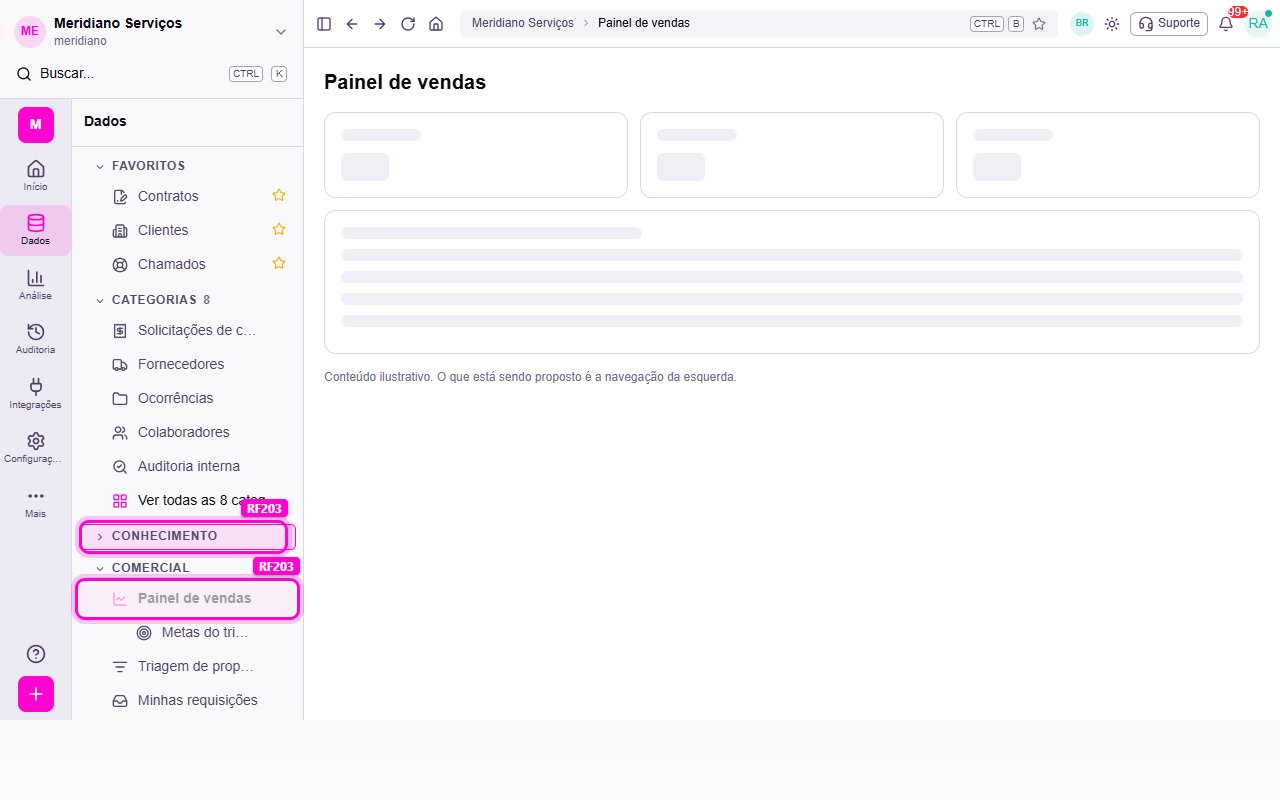 ME
Meridiano Serviços
meridiano
Buscar...
CTRL K
Meridiano Serviços
Painel de vendas
CTRL B
BR
Suporte
99+
RA
M
Início
Dados
Análise
Auditoria
Integrações
Configuraç...
Mais
Dados
FAVORITOS
Contratos
Clientes
Chamados
CATEGORIAS 8
Solicitações de c...
Fornecedores
Ocorrências
Colaboradores
Auditoria interna
Ver todas as 8 categ...
RF203
CONHECIMENTO
COMERCIAL
RF203
Painel de vendas
Metas do tri...
Triagem de prop...
Minhas requisições
Painel de vendas
Conteúdo ilustrativo. O que está sendo proposto é a navegação da esquerda.